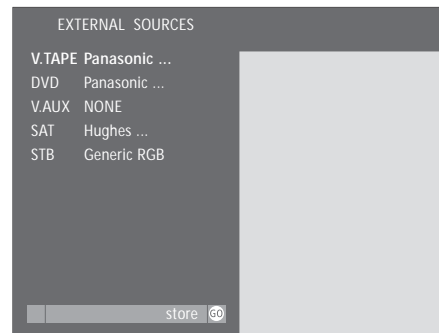 EXTERNAL SOURCES
V.TAPE Panasonic ...
DVD Panasonic ...
V.AUX NONE
SAT Hughes ...
STB Generic RGB
store GO